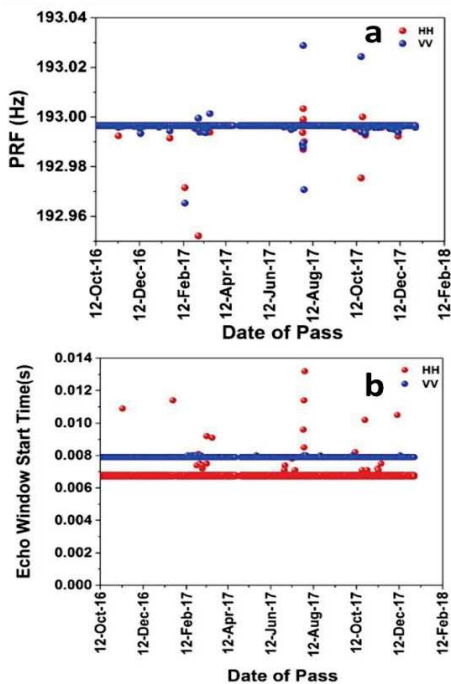 a
HH
VV
193.04
193.02
193.00
192.98
192.96
PRF (Hz)
12-Oct-16
12-Dec-16
12-Feb-17
12-Apr-17
12-Jun-17
12-Aug-17
12-Oct-17
12-Dec-17
12-Feb-18
Date of Pass
b
HH
VV
0.014
0.012
0.010
0.008
0.006
0.004
0.002
0.000
Echo Window Start Time(s)
12-Oct-16
12-Dec-16
12-Feb-17
12-Apr-17
12-Jun-17
12-Aug-17
12-Oct-17
12-Dec-17
12-Feb-18
Date of Pass